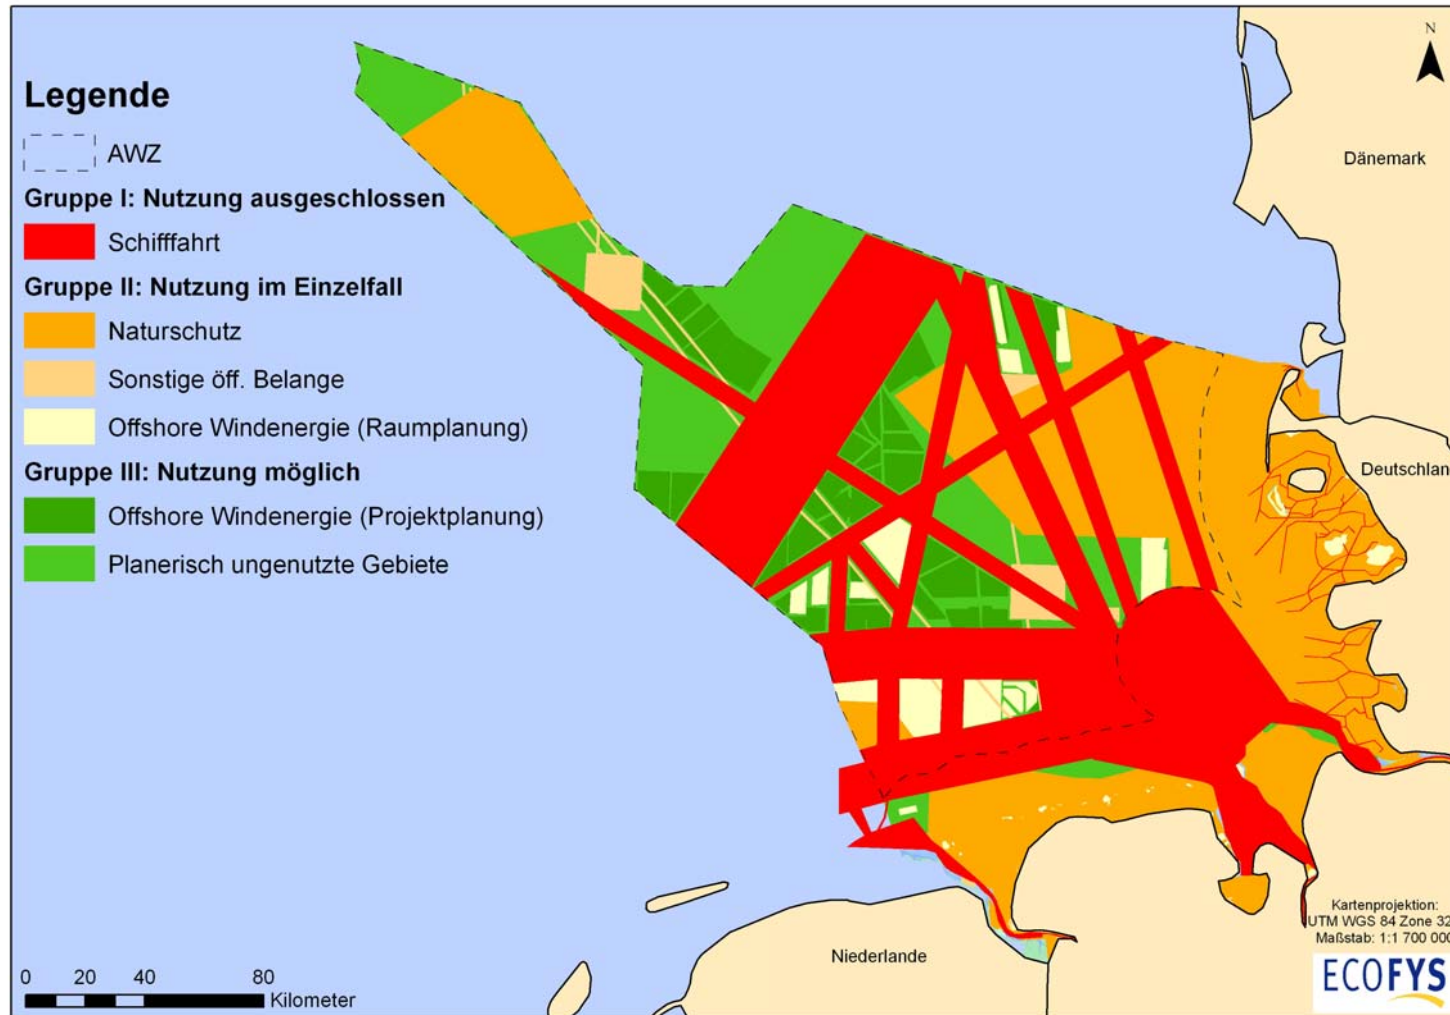 Legende
AWZ
Gruppe I: Nutzung ausgeschlossen
Schifffahrt
Gruppe II: Nutzung im Einzelfall
Naturschutz
Sonstige öff. Belange
Offshore Windenergie (Raumplanung)
Gruppe III: Nutzung möglich
Offshore Windenergie (Projektplanung)
Planerisch ungenutzte Gebiete
N
Dänemark
Deutschlan
Niederlande
0 20 40 80
Kilometer
Kartenprojektion:
UTM WGS 84 Zone 32
Maßstab: 1:1 700 000
ECOFYS